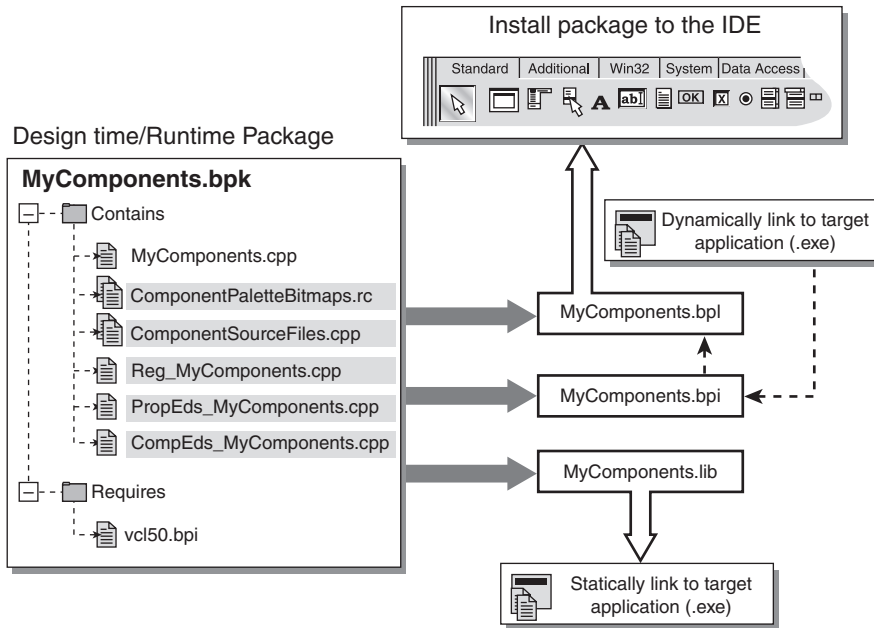 Install package to the IDE
Standard Additional Win32 System Data Access
A ab OK X
Design time/Runtime Package
MyComponents.bpk
Contains
MyComponents.cpp
ComponentPaletteBitmaps.rc
ComponentSourceFiles.cpp
Reg_MyComponents.cpp
PropEds_MyComponents.cpp
CompEds_MyComponents.cpp
Requires
vcl50.bpi
Dynamically link to target
application (.exe)
MyComponents.bpl
MyComponents.bpi
MyComponents.lib
Statically link to target
application (.exe)